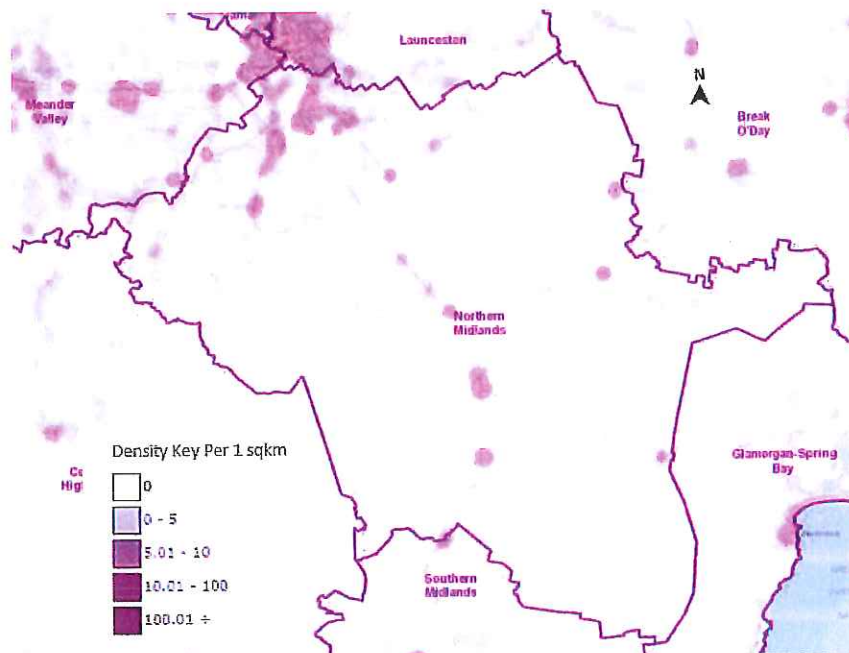 Launceston
N
Meander
Valley
Break
O'Day
Northern
Midlands
Glamorgan-Spring
Bay
Southern
Midlands
Density Key Per 1 sqkm
0
0 - 5
5.01 - 10
10.01 - 100
100.01 +